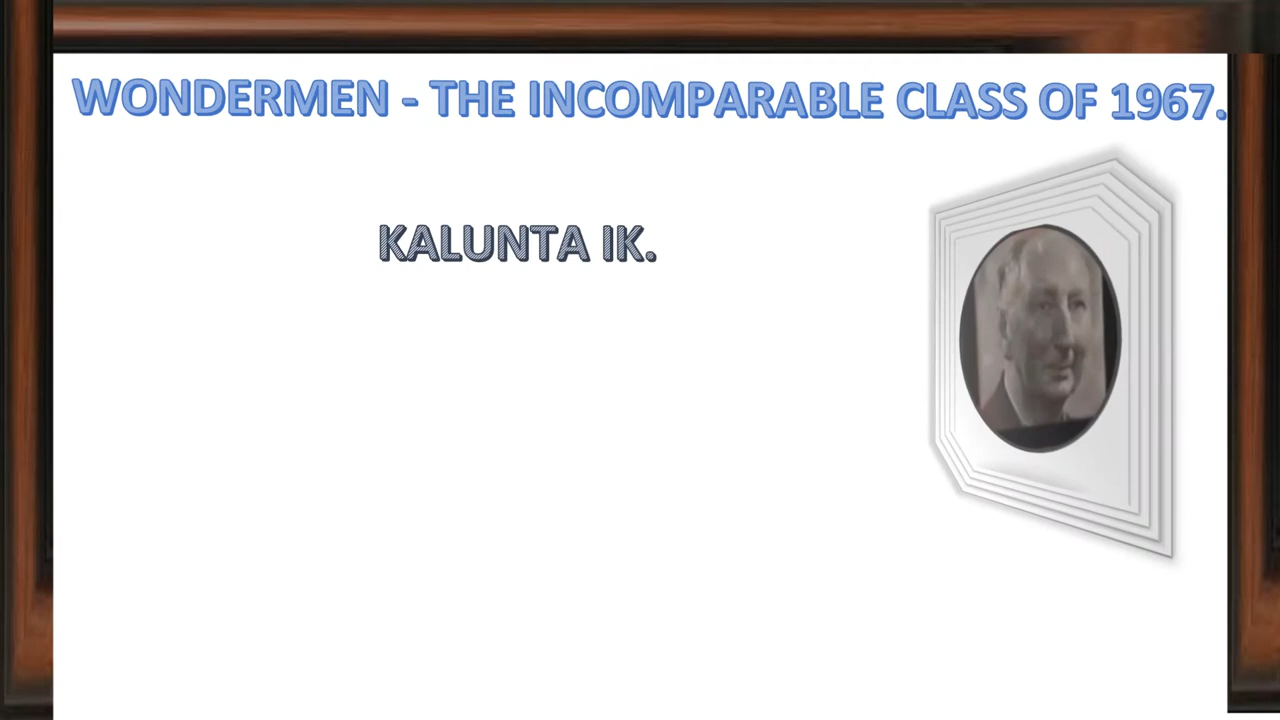 WONDERMEN - THE INCOMPARABLE CLASS OF 1967.
KALUNTA IK.